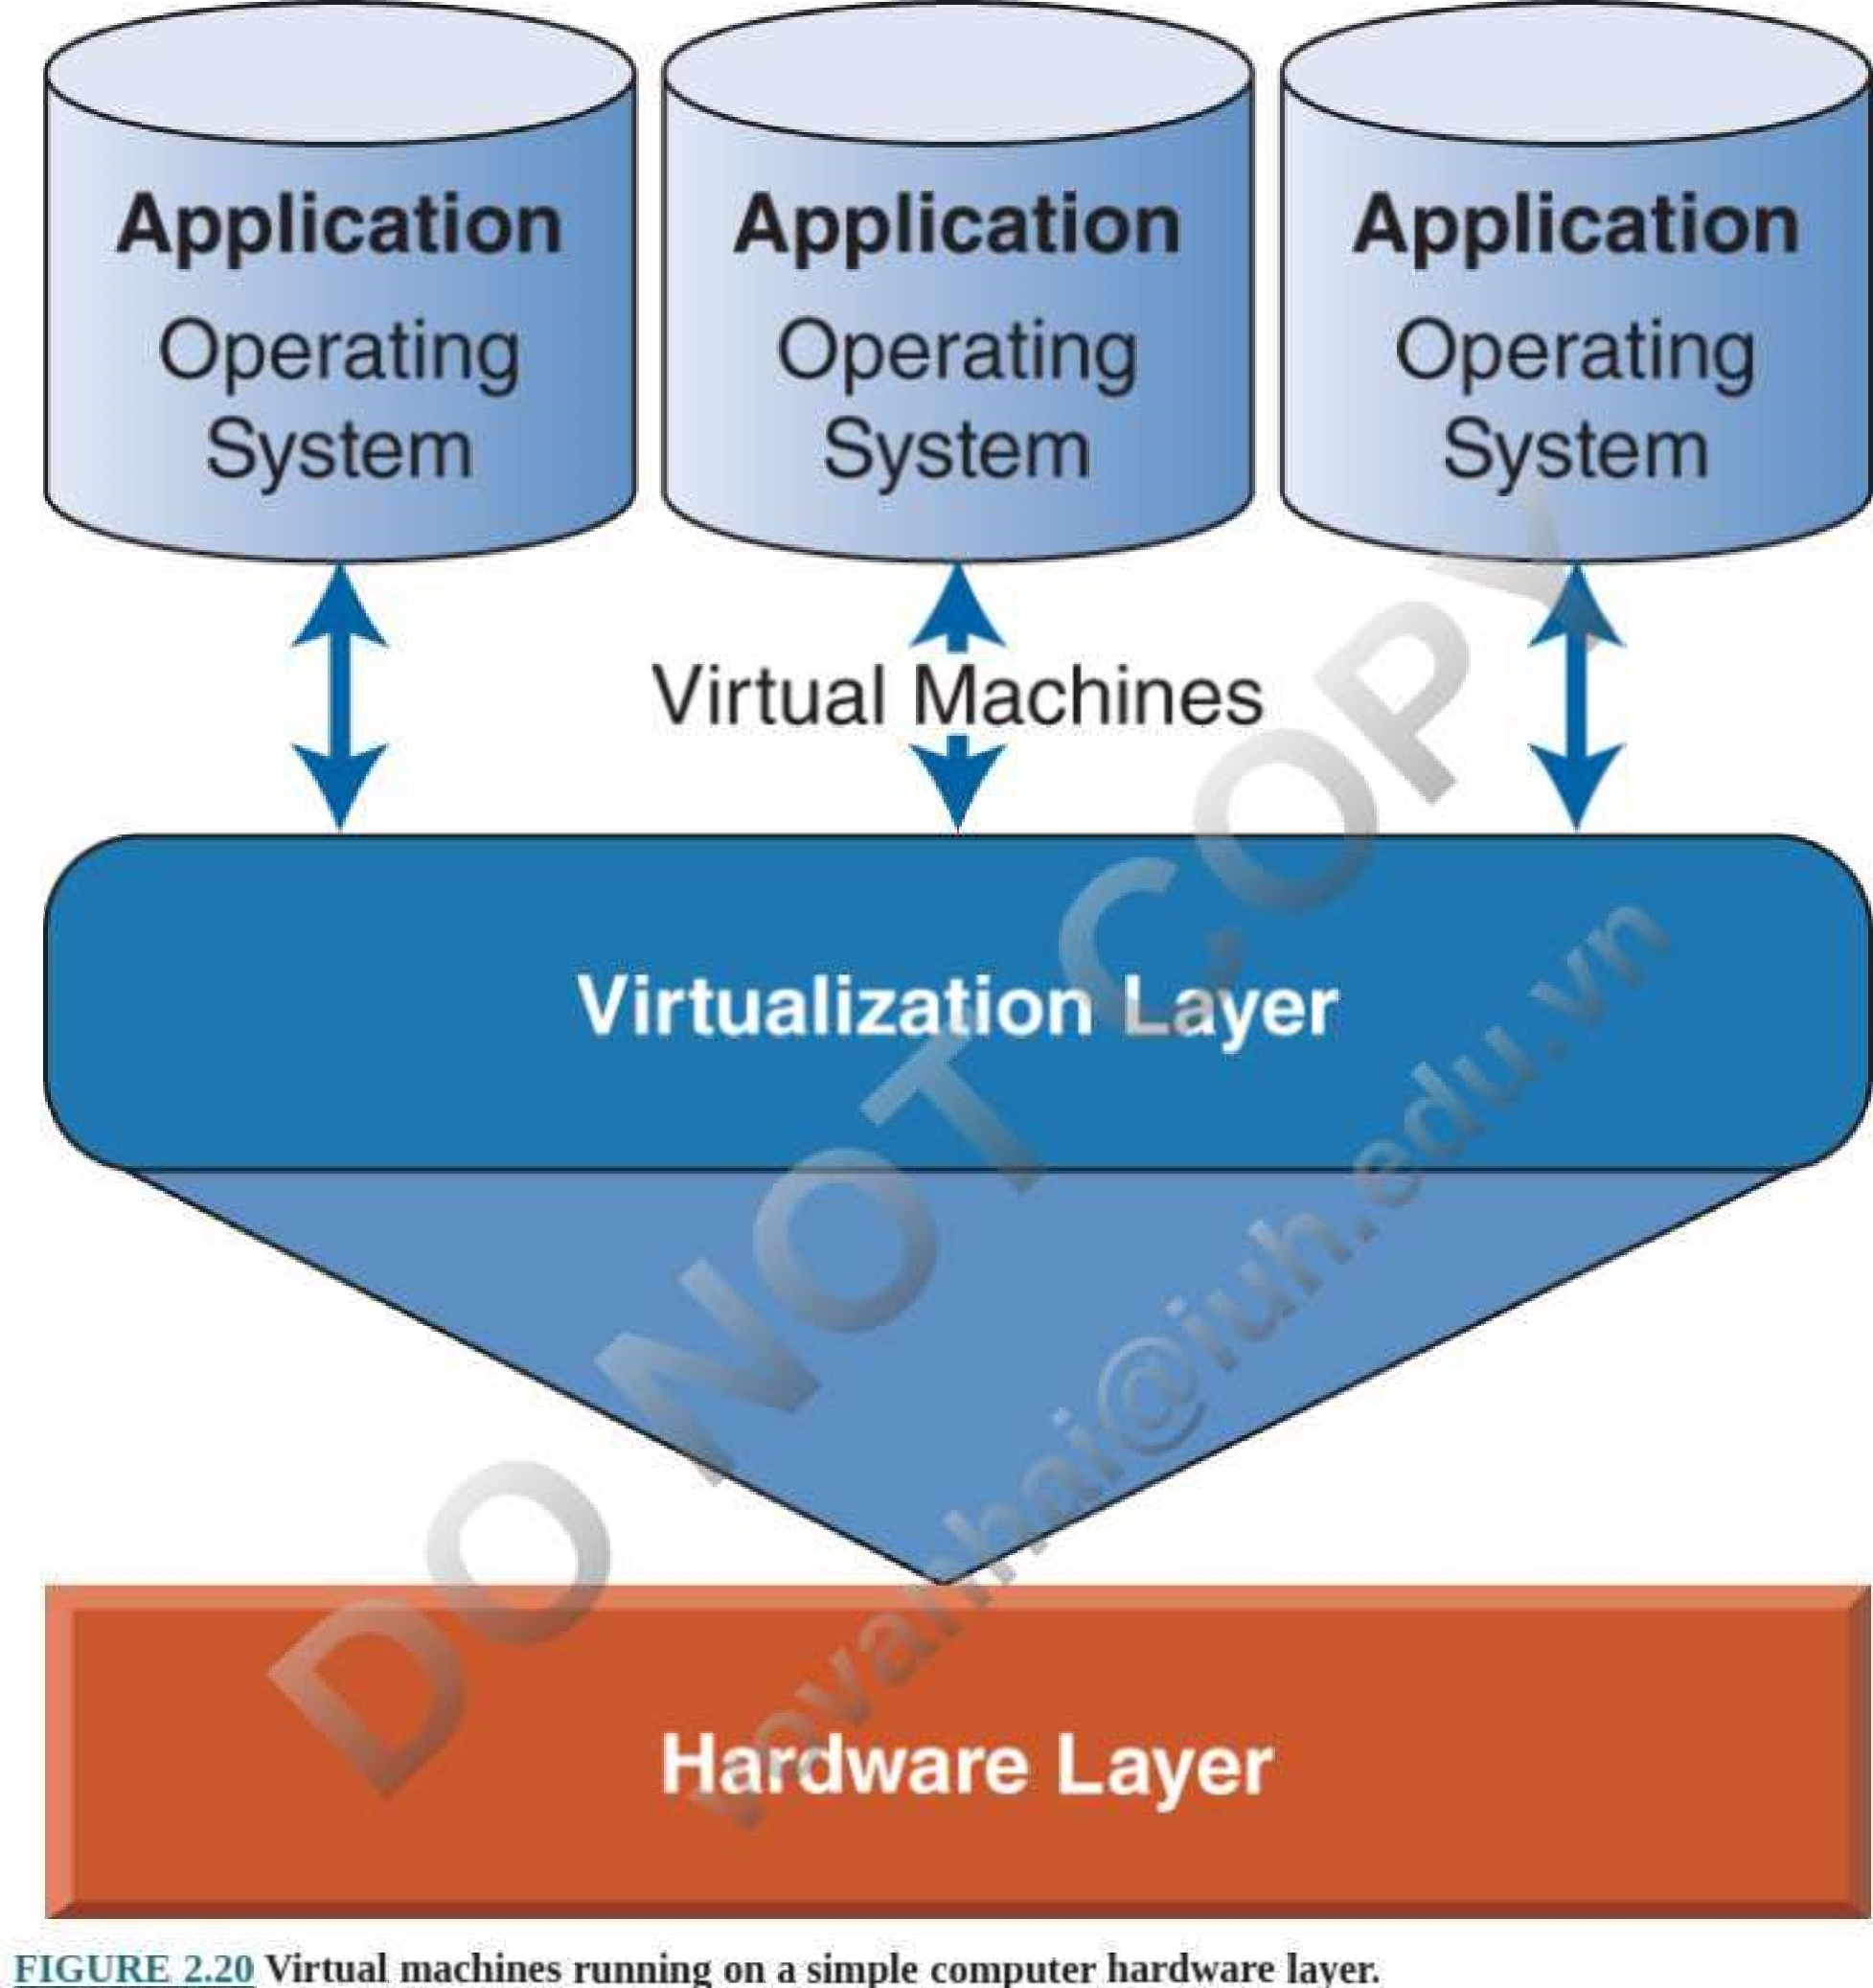 Application Application Application
Operating Operating Operating
System System System
Virtual Machines
Virtualization Layer
Hardware Layer
DO NOT COPY
vovanhai@iuh.edu.vn
FIGURE 2.20 Virtual machines running on a simple computer hardware layer.